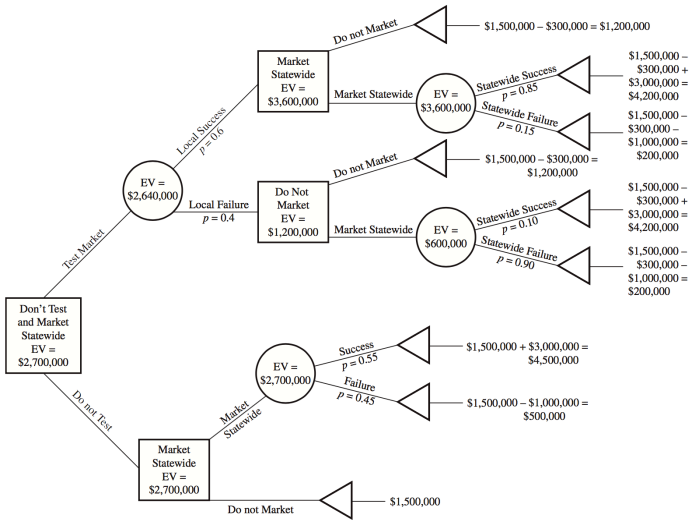 Do not Market
$1,500,000 – $300,000 = $1,200,000
Market
Statewide
EV =
$3,600,000
Market Statewide
EV =
$3,600,000
Statewide Success
p = 0.85
$1,500,000 –
$300,000 +
$3,000,000 =
$4,200,000
Statewide Failure
p = 0.15
$1,500,000 –
$300,000 –
$1,000,000 =
$200,000
Local Success
p = 0.6
EV =
$2,640,000
Local Failure
p = 0.4
Do not Market
$1,500,000 – $300,000 =
$1,200,000
Do Not
Market
EV =
$1,200,000
Market Statewide
EV =
$600,000
Statewide Success
p = 0.10
$1,500,000 –
$300,000 +
$3,000,000 =
$4,200,000
Statewide Failure
p = 0.90
$1,500,000 –
$300,000 –
$1,000,000 =
$200,000
Test Market
Don’t Test
and Market
Statewide
EV =
$2,700,000
Do not Test
EV =
$2,700,000
Success
p = 0.55
$1,500,000 + $3,000,000 =
$4,500,000
Failure
p = 0.45
$1,500,000 – $1,000,000 =
$500,000
Market
Statewide
Market
Statewide
EV =
$2,700,000
Do not Market
$1,500,000